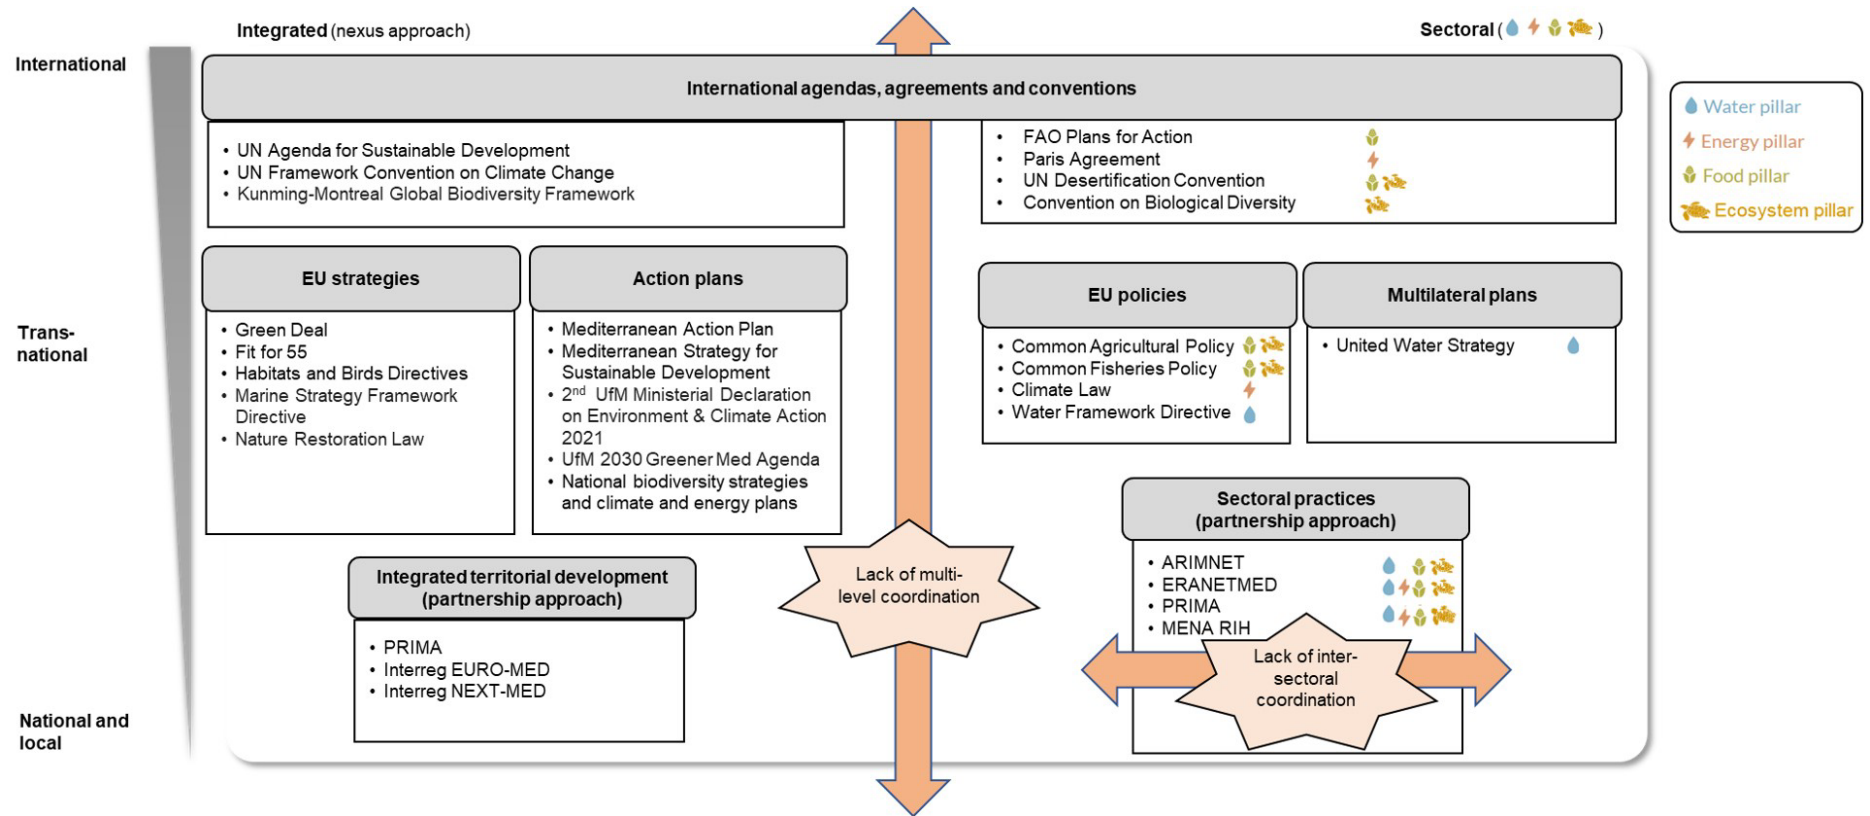 Integrated (nexus approach)
Sectoral ( )
International
International agendas, agreements and conventions
• UN Agenda for Sustainable Development
• UN Framework Convention on Climate Change
• Kunming-Montreal Global Biodiversity Framework
• FAO Plans for Action
• Paris Agreement
• UN Desertification Convention
• Convention on Biological Diversity
Water pillar
Energy pillar
Food pillar
Ecosystem pillar
Trans-
national
EU strategies
• Green Deal
• Fit for 55
• Habitats and Birds Directives
• Marine Strategy Framework
Directive
• Nature Restoration Law
Action plans
• Mediterranean Action Plan
• Mediterranean Strategy for
Sustainable Development
• 2nd UfM Ministerial Declaration
on Environment & Climate Action
2021
• UfM 2030 Greener Med Agenda
• National biodiversity strategies
and climate and energy plans
EU policies
• Common Agricultural Policy
• Common Fisheries Policy
• Climate Law
• Water Framework Directive
Multilateral plans
• United Water Strategy
Integrated territorial development
(partnership approach)
• PRIMA
• Interreg EURO-MED
• Interreg NEXT-MED
Lack of multi-
level coordination
Sectoral practices
(partnership approach)
• ARIMNET
• ERANETMED
• PRIMA
• MENA RIH
Lack of inter-
sectoral
coordination
National and
local